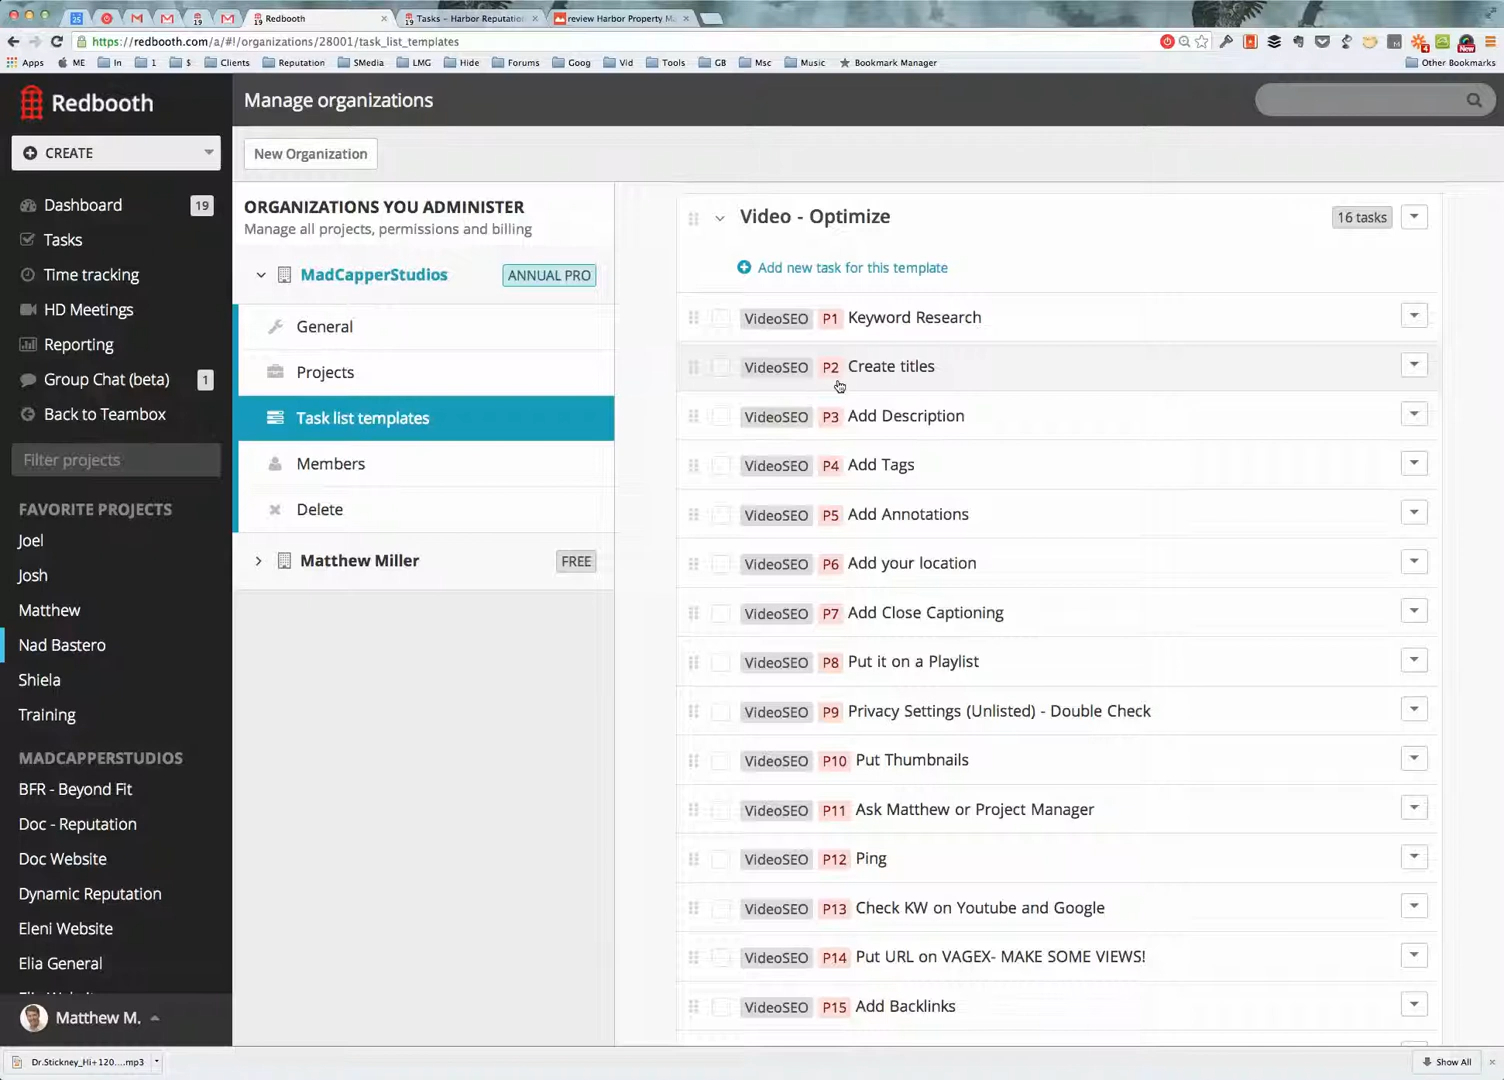 25
19
19 Redbooth
19 Tasks – Harbor Reputatio
review Harbor Property M
https://redbooth.com/a/#!/organizations/28001/task_list_templates
New
Apps
ME
In
1
$
Clients
Reputation
SMedia
LMG
Hide
Forums
Goog
Vid
Tools
GB
Msc
Music
Bookmark Manager
Other Bookmarks
Redbooth
CREATE
Dashboard 19
Tasks
Time tracking
HD Meetings
Reporting
Group Chat (beta) 1
Back to Teambox
Filter projects
FAVORITE PROJECTS
Joel
Josh
Matthew
Nad Bastero
Shiela
Training
MADCAPPERSTUDIOS
BFR - Beyond Fit
Doc - Reputation
Doc Website
Dynamic Reputation
Eleni Website
Elia General
Matthew M.
Manage organizations
New Organization
ORGANIZATIONS YOU ADMINISTER
Manage all projects, permissions and billing
MadCapperStudios ANNUAL PRO
General
Projects
Task list templates
Members
Delete
Matthew Miller FREE
Video - Optimize 16 tasks
Add new task for this template
VideoSEO P1 Keyword Research
VideoSEO P2 Create titles
VideoSEO P3 Add Description
VideoSEO P4 Add Tags
VideoSEO P5 Add Annotations
VideoSEO P6 Add your location
VideoSEO P7 Add Close Captioning
VideoSEO P8 Put it on a Playlist
VideoSEO P9 Privacy Settings (Unlisted) - Double Check
VideoSEO P10 Put Thumbnails
VideoSEO P11 Ask Matthew or Project Manager
VideoSEO P12 Ping
VideoSEO P13 Check KW on Youtube and Google
VideoSEO P14 Put URL on VAGEX- MAKE SOME VIEWS!
VideoSEO P15 Add Backlinks
Dr.Stickney_Hi+120....mp3
Show All